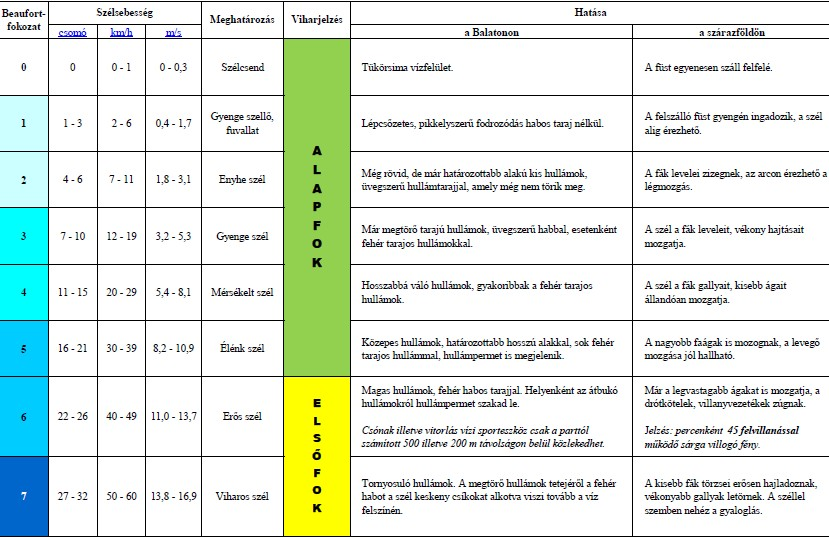 Beaufort-fokozat Szélsebesség Meghatározás Viharjelzés Hatása
csomó km/h m/s a Balatonon a szárazföldön
0 0 0 - 1 0 - 0,3 Szélcsend Tükörsima vízfelület. A füst egyenesen száll felfelé.
1 1 - 3 2 - 6 0,4 - 1,7 Gyenge szellő,
fuvallat
Lépcsőzetes, pikkelyszerű fodrozódás habos taraj nélkül.
A felszálló füst gyengén ingadozik, a szél
alig érezhető.
2 4 - 6 7 - 11 1,8 - 3,1 Enyhe szél
Még rövid, de már határozottabb alakú kis hullámok,
üvegszerű hullámtarajjal, amely még nem törik meg.
A fák levelei zizegnek, az arcon érezhető a
légmozgás.
3 7 - 10 12 - 19 3,2 - 5,3 Gyenge szél
Már megtörő tarajú hullámok, üvegszerű habbal, esetenként
fehér tarajos hullámokkal.
A szél a fák leveleit, vékony hajtásait
mozgatja.
4 11 - 15 20 - 29 5,4 - 8,1 Mérsékelt szél
Hosszabbá váló hullámok, gyakoribbak a fehér tarajos
hullámok.
A szél a fák gallyait, kisebb ágait
állandóan mozgatja.
5 16 - 21 30 - 39 8,2 - 10,9 Élénk szél
Közepes hullámok, határozottabb hosszú alakkal, sok fehér
tarajos hullámmal, hullámpermet is megjelenik.
A nagyobb faágak is mozognak, a levegő
mozgása jól hallható.
ALAPFOK
6 22 - 26 40 - 49 11,0 - 13,7 Erős szél
Magas hullámok, fehér habos tarajjal. Helyenként az átbukó
hullámokról hullámpermet szakad le.
Csónak illetve vitorlás vízi sporteszköz csak a parttól
számított 500 illetve 200 m távolságon belül közlekedhet.
Már a legvastagabb ágakat is mozgatja, a
drótkötelek, villanyvezetékek zúgnak.
Jelzés: percenként 45 felvillanással
működő sárga villogó fény.
7 27 - 32 50 - 60 13,8 - 16,9 Viharos szél
Tornyosuló hullámok. A megtörő hullámok tetejéről a fehér
habot a szél keskeny csíkokat alkotva viszi tovább a víz
felszínén.
A kisebb fák törzsei erősen hajladoznak,
vékonyabb gallyak letörnek. A széllel
szemben nehéz a gyaloglás.
ELSŐFOK